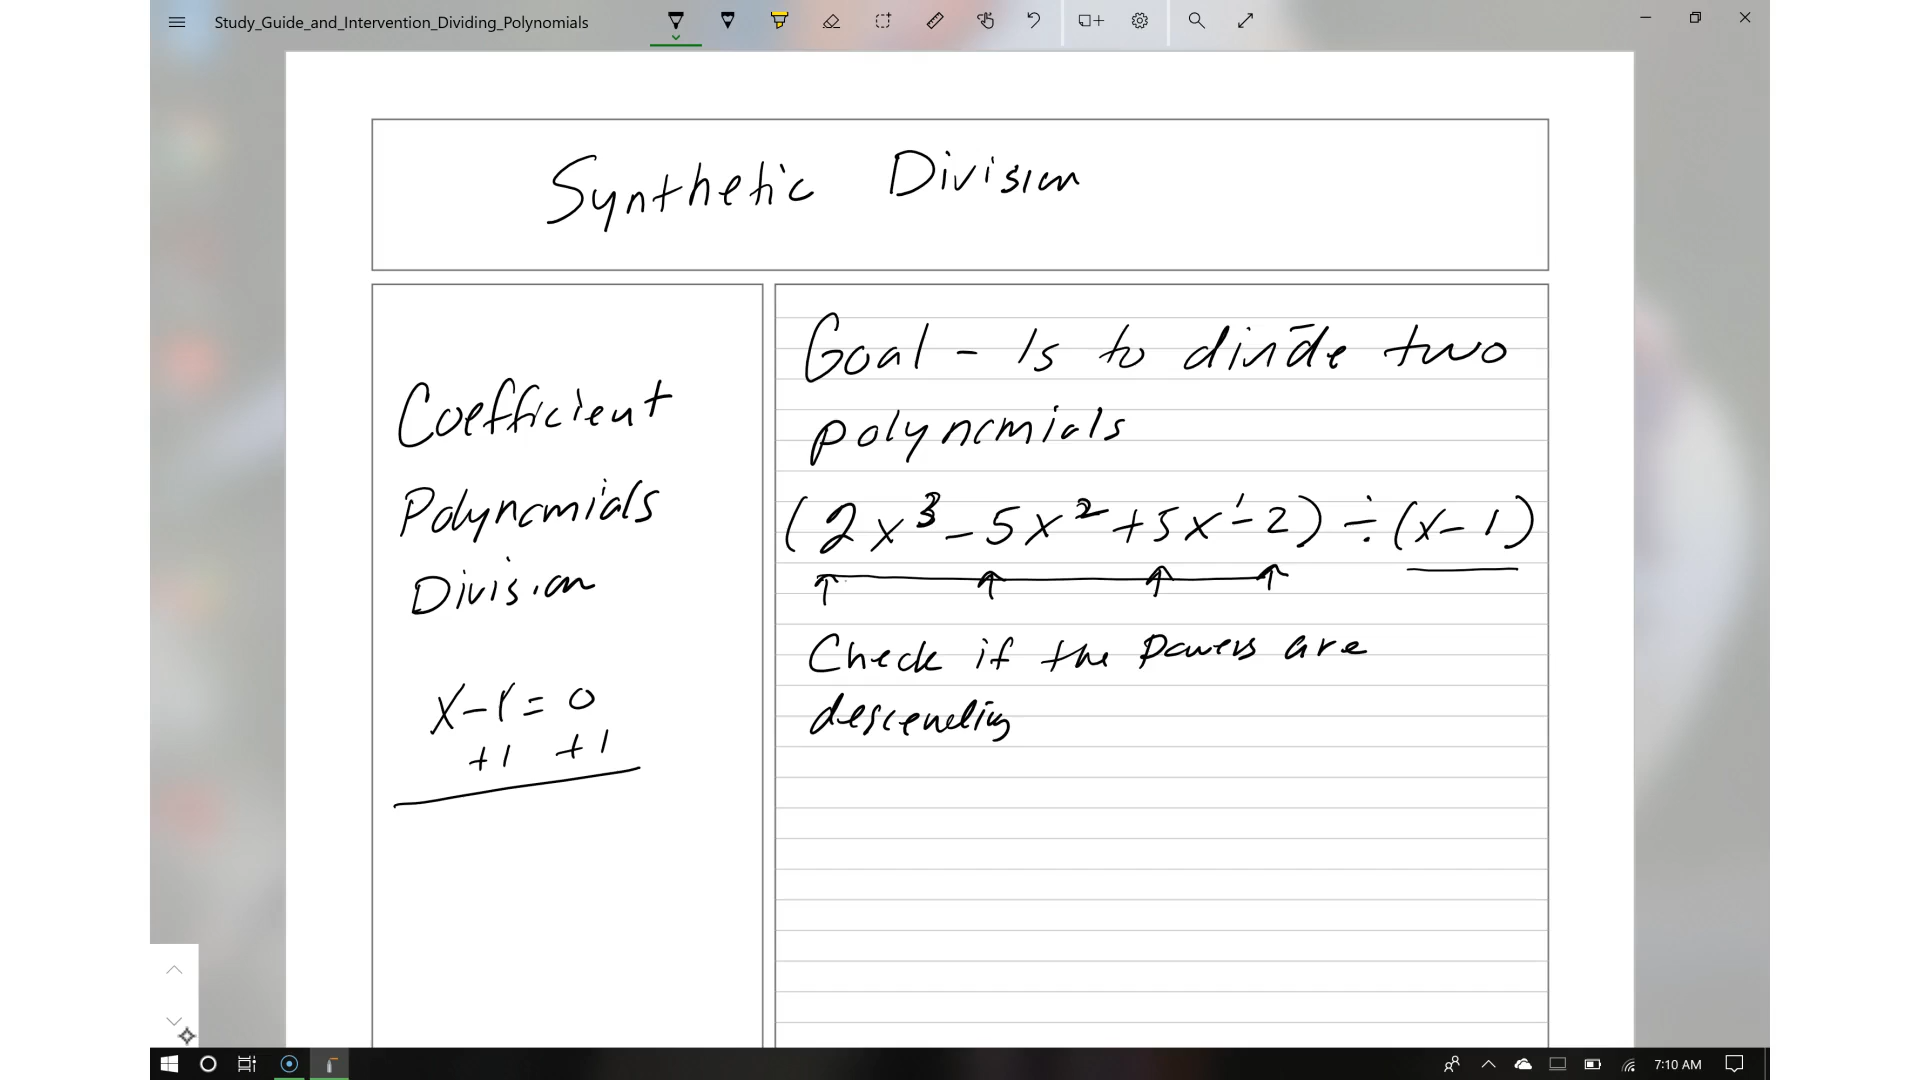 Study_Guide_and_Intervention_Dividing_Polynomials
Synthetic Division
Coefficient
Polynomials
Division
x-1=0
+1 +1
Goal - Is to divide two
polynomials
(2x³-5x²+5x¹-2)÷(x-1)
Check if the powers are
descending
7:10 AM